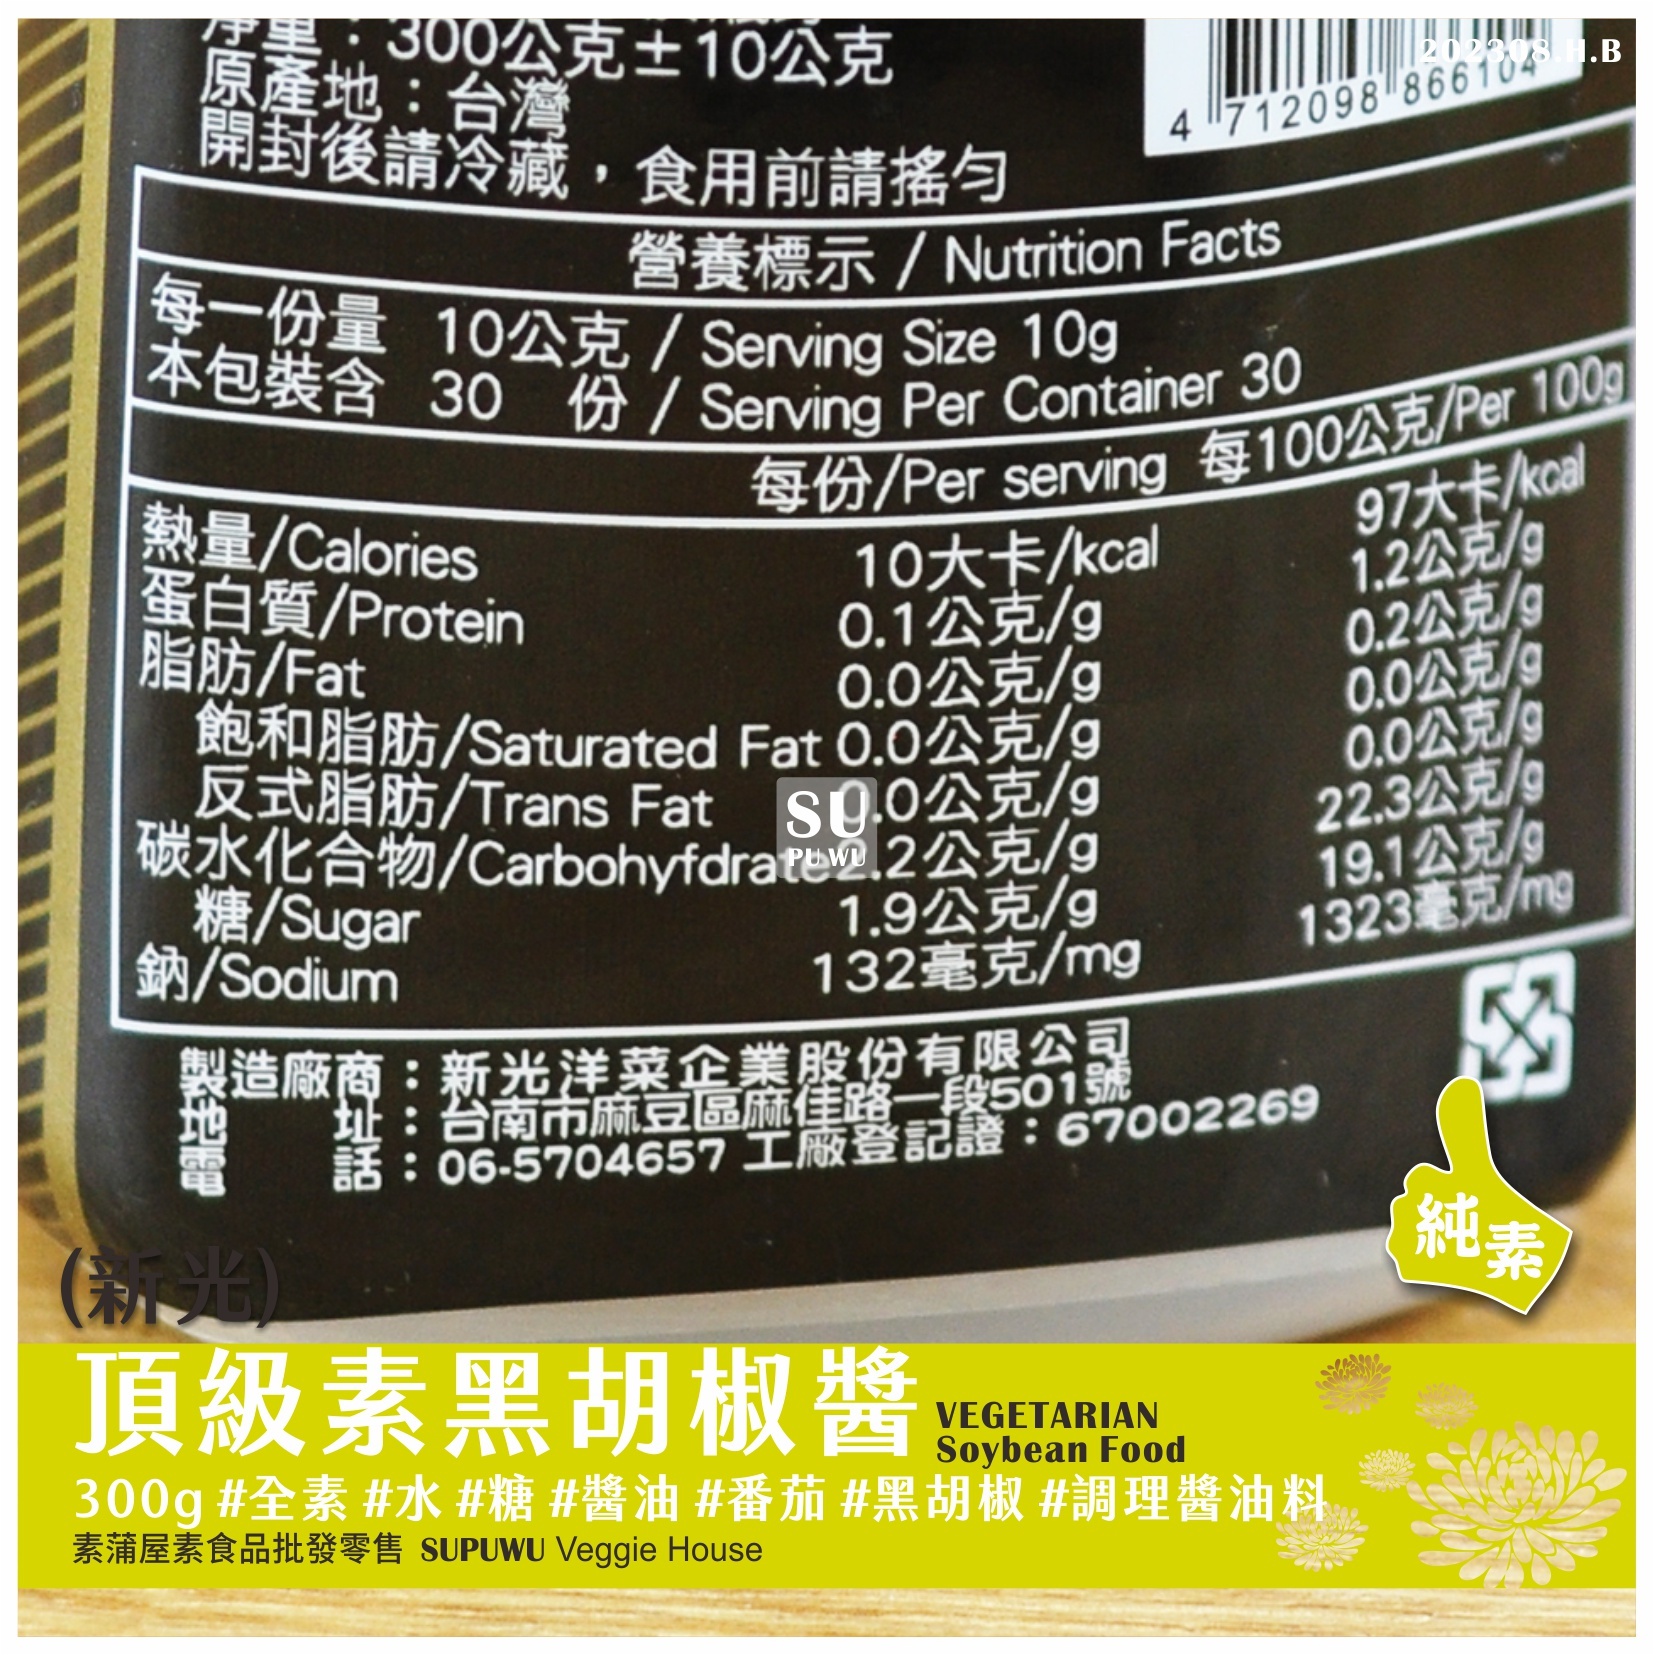 202308.H.B
淨重：300公克±10公克
原產地：台灣
開封後請冷藏，食用前請搖勻
4 712098 866104
營養標示 / Nutrition Facts
每一份量 10公克 / Serving Size 10g
本包裝含 30 份 / Serving Per Container 30
每份/Per serving 每100公克/Per 100g
熱量/Calories 10大卡/kcal 97大卡/kcal
蛋白質/Protein 0.1公克/g 1.2公克/g
脂肪/Fat 0.0公克/g 0.2公克/g
飽和脂肪/Saturated Fat 0.0公克/g 0.0公克/g
反式脂肪/Trans Fat 0.0公克/g 0.0公克/g
碳水化合物/Carbohyfdrate 2.2公克/g 22.3公克/g
糖/Sugar 1.9公克/g 19.1公克/g
鈉/Sodium 132毫克/mg 1323毫克/mg
SU
PU WU
製造廠商：新光洋菜企業股份有限公司
地 址：台南市麻豆區麻佳路一段501號
電 話：06-5704657 工廠登記證：67002269
純素
(新光)
頂級素黑胡椒醬 VEGETARIAN
Soybean Food
300g #全素 #水 #糖 #醬油 #番茄 #黑胡椒 #調理醬油料
素蒲屋素食品批發零售 SUPUWU Veggie House